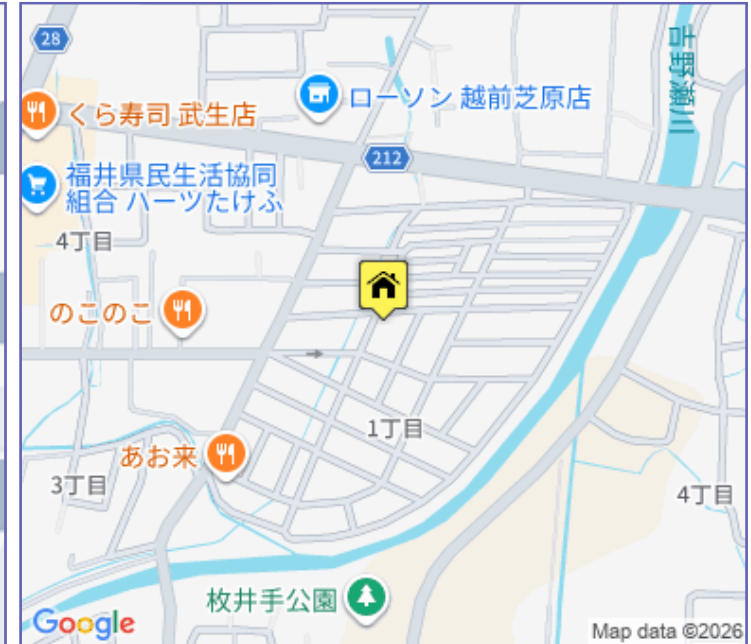 28
ローソン 越前芝原店
吉野瀬川
くら寿司 武生店
212
福井県民生活協同
組合 ハーツたけふ
4丁目
のこのこ
1丁目
あお来
3丁目
4丁目
枚井手公園
Google
Map data ©2026